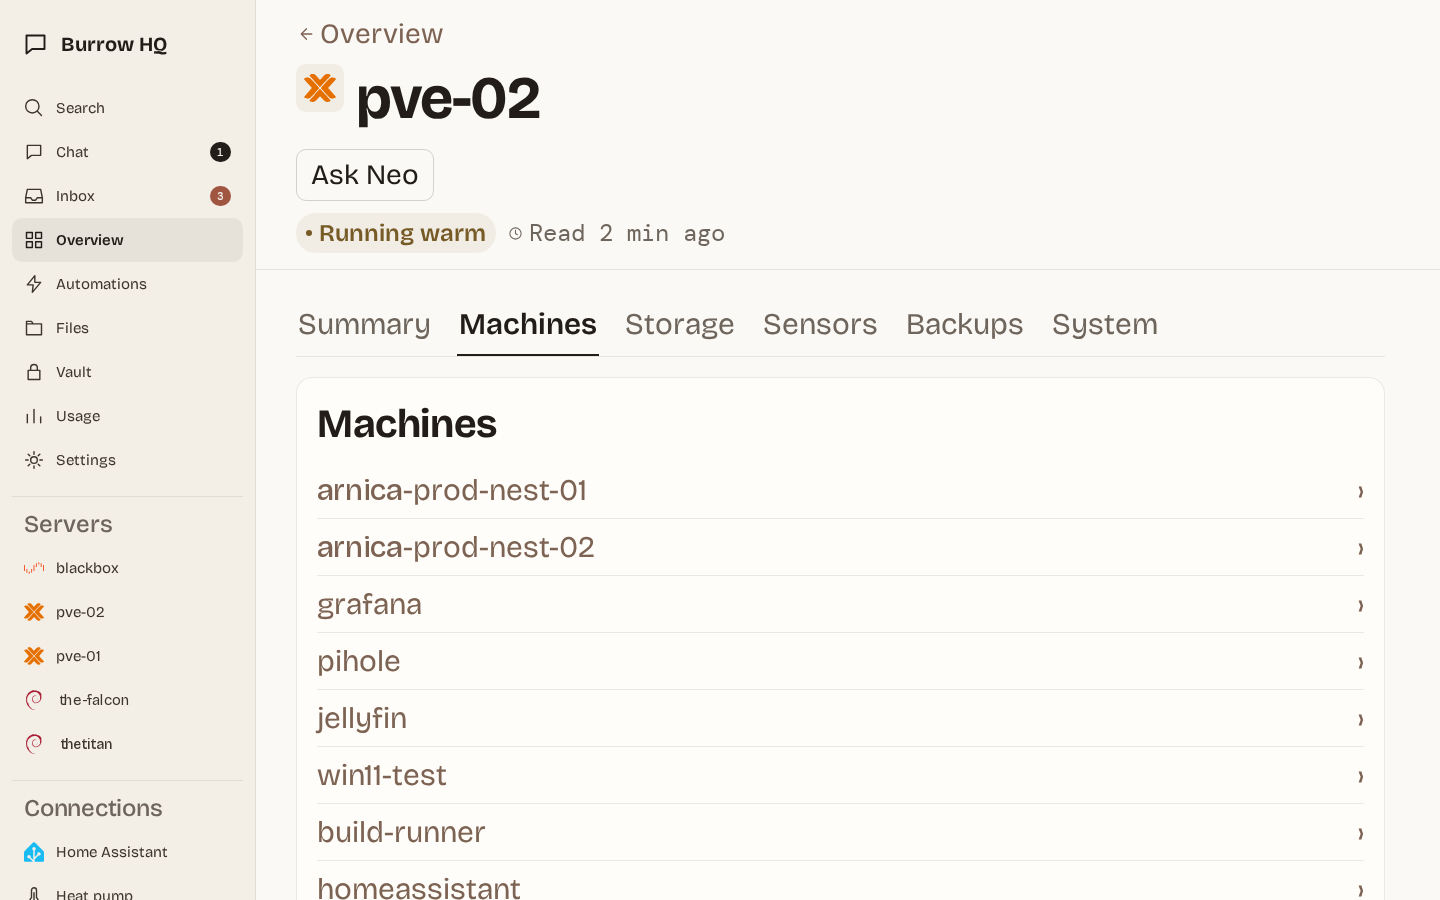 Burrow HQ
Search
Chat 1
Inbox 3
Overview
Automations
Files
Vault
Usage
Settings
Servers
blackbox
pve-02
pve-01
the-falcon
thetitan
Connections
Home Assistant
Heat pump
← Overview
pve-02
Ask Neo
• Running warm Read 2 min ago
Summary Machines Storage Sensors Backups System
Machines
arnica-prod-nest-01 ›
arnica-prod-nest-02 ›
grafana ›
pihole ›
jellyfin ›
win11-test ›
build-runner ›
homeassistant ›